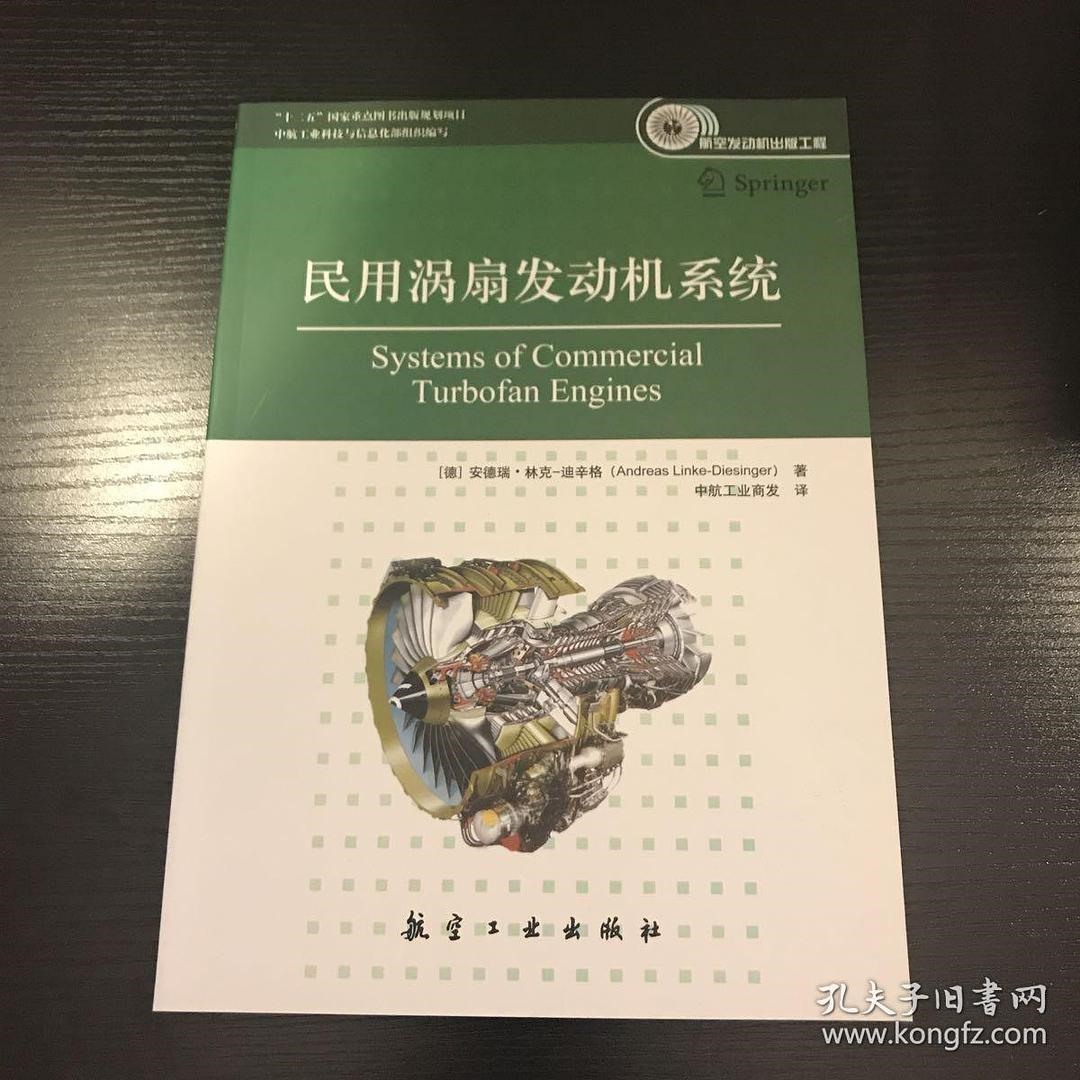 “十二五”国家重点图书出版规划项目
中航工业科技与信息化部组织编写
航空发动机出版工程
Springer
民用涡扇发动机系统
Systems of Commercial
Turbofan Engines
[德] 安德瑞·林克-迪辛格（Andreas Linke-Diesinger）  著
中航工业商发  译
航空工业出版社
孔夫子旧書网
www.kongfz.com